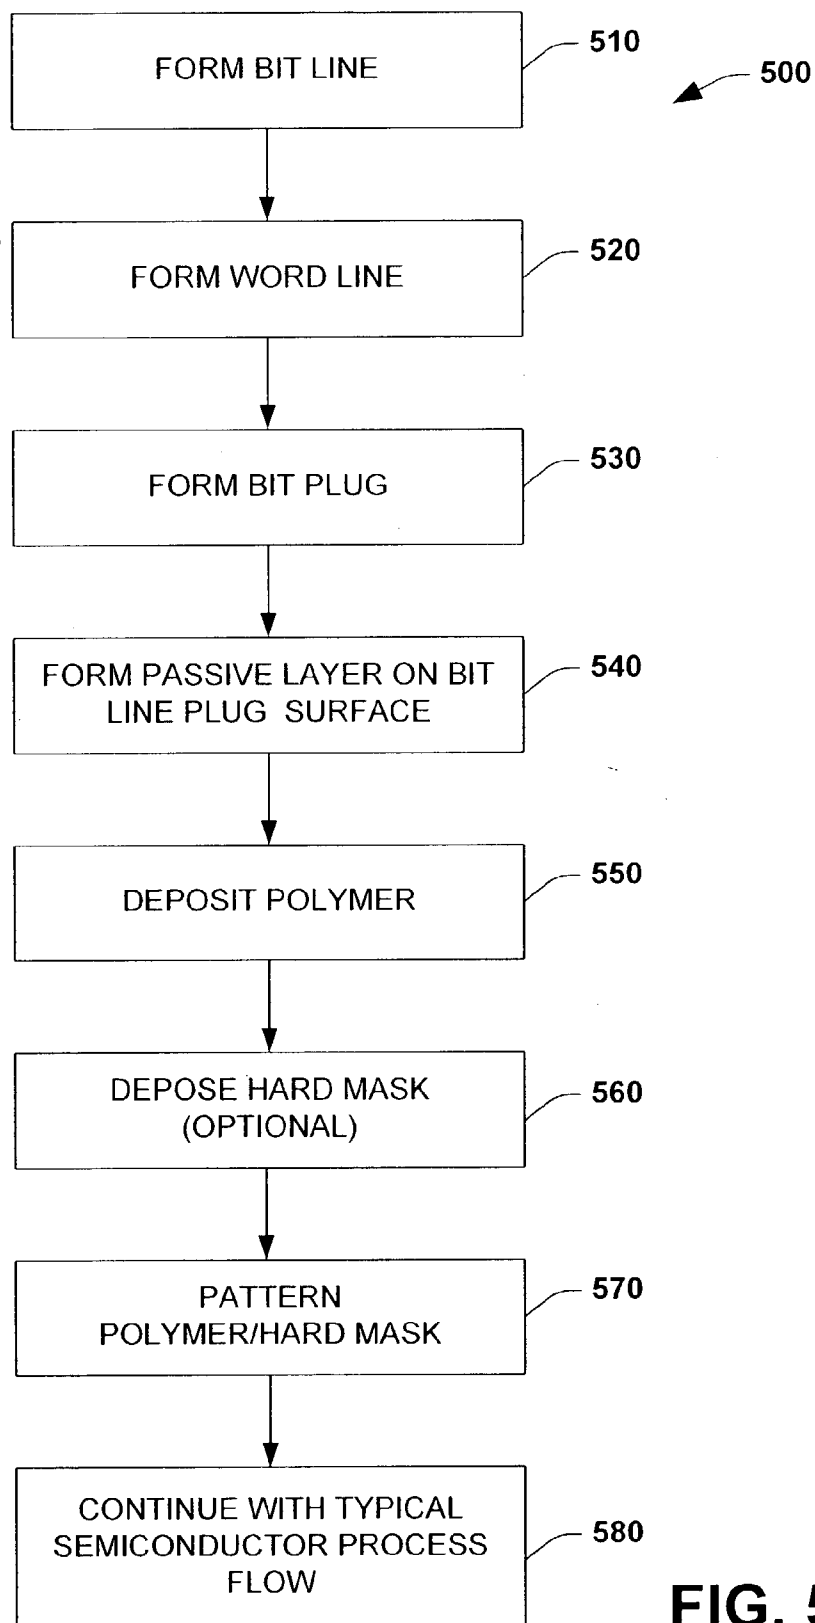 FORM BIT LINE
510
500
FORM WORD LINE
520
FORM BIT PLUG
530
FORM PASSIVE LAYER ON BIT
LINE PLUG SURFACE
540
DEPOSIT POLYMER
550
DEPOSE HARD MASK
(OPTIONAL)
560
PATTERN
POLYMER/HARD MASK
570
CONTINUE WITH TYPICAL
SEMICONDUCTOR PROCESS
FLOW
580
FIG. 5